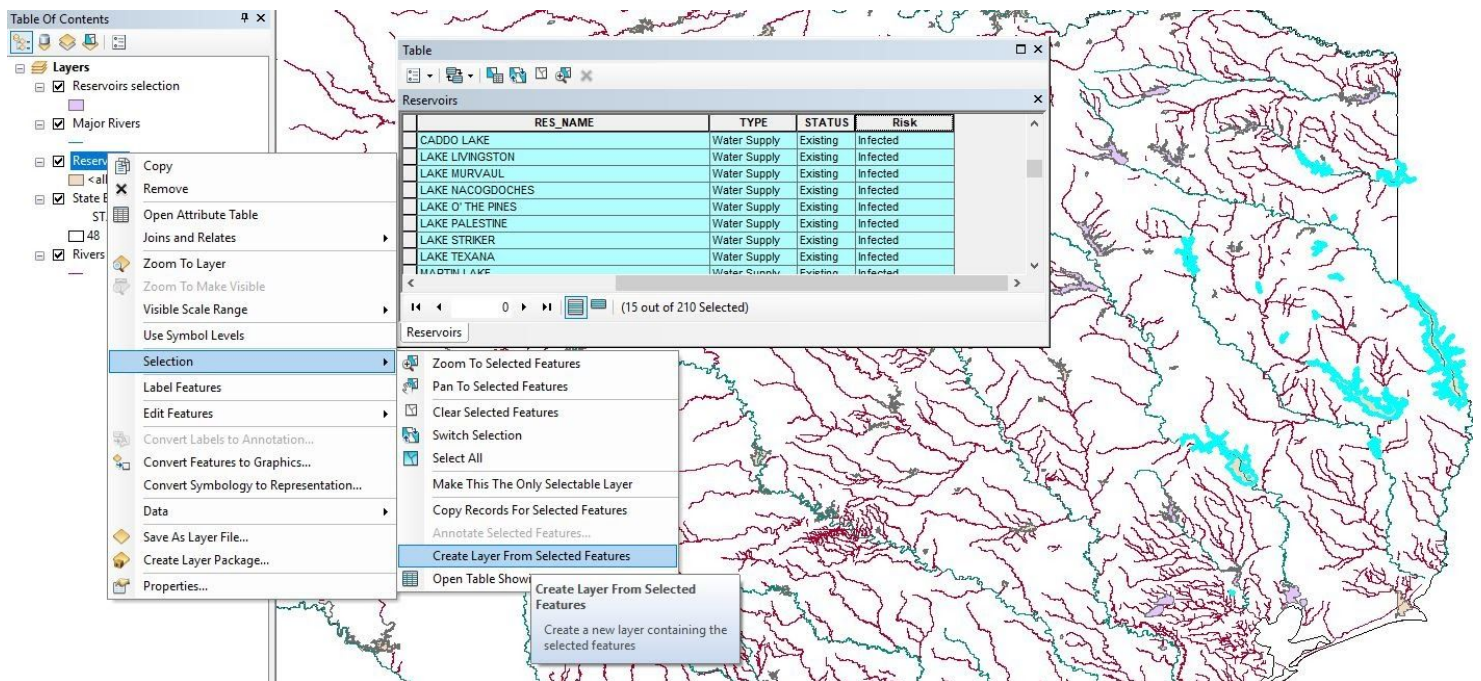 Table Of Contents
Layers
Reservoirs selection
Major Rivers
Reserv
<all
State B
ST
48
Rivers
Table
Reservoirs
RES_NAME TYPE STATUS Risk
CADDO LAKE Water Supply Existing Infected
LAKE LIVINGSTON Water Supply Existing Infected
LAKE MURVAUL Water Supply Existing Infected
LAKE NACOGDOCHES Water Supply Existing Infected
LAKE O' THE PINES Water Supply Existing Infected
LAKE PALESTINE Water Supply Existing Infected
LAKE STRIKER Water Supply Existing Infected
LAKE TEXANA Water Supply Existing Infected
MARTIN LAKE Water Supply Existing Infected
0 (15 out of 210 Selected)
Reservoirs
Copy
Remove
Open Attribute Table
Joins and Relates
Zoom To Layer
Zoom To Make Visible
Visible Scale Range
Use Symbol Levels
Selection
Label Features
Edit Features
Convert Labels to Annotation...
Convert Features to Graphics...
Convert Symbology to Representation...
Data
Save As Layer File...
Create Layer Package...
Properties...
Zoom To Selected Features
Pan To Selected Features
Clear Selected Features
Switch Selection
Select All
Make This The Only Selectable Layer
Copy Records For Selected Features
Annotate Selected Features...
Create Layer From Selected Features
Open Table Showi
Create Layer From Selected
Features
Create a new layer containing the
selected features